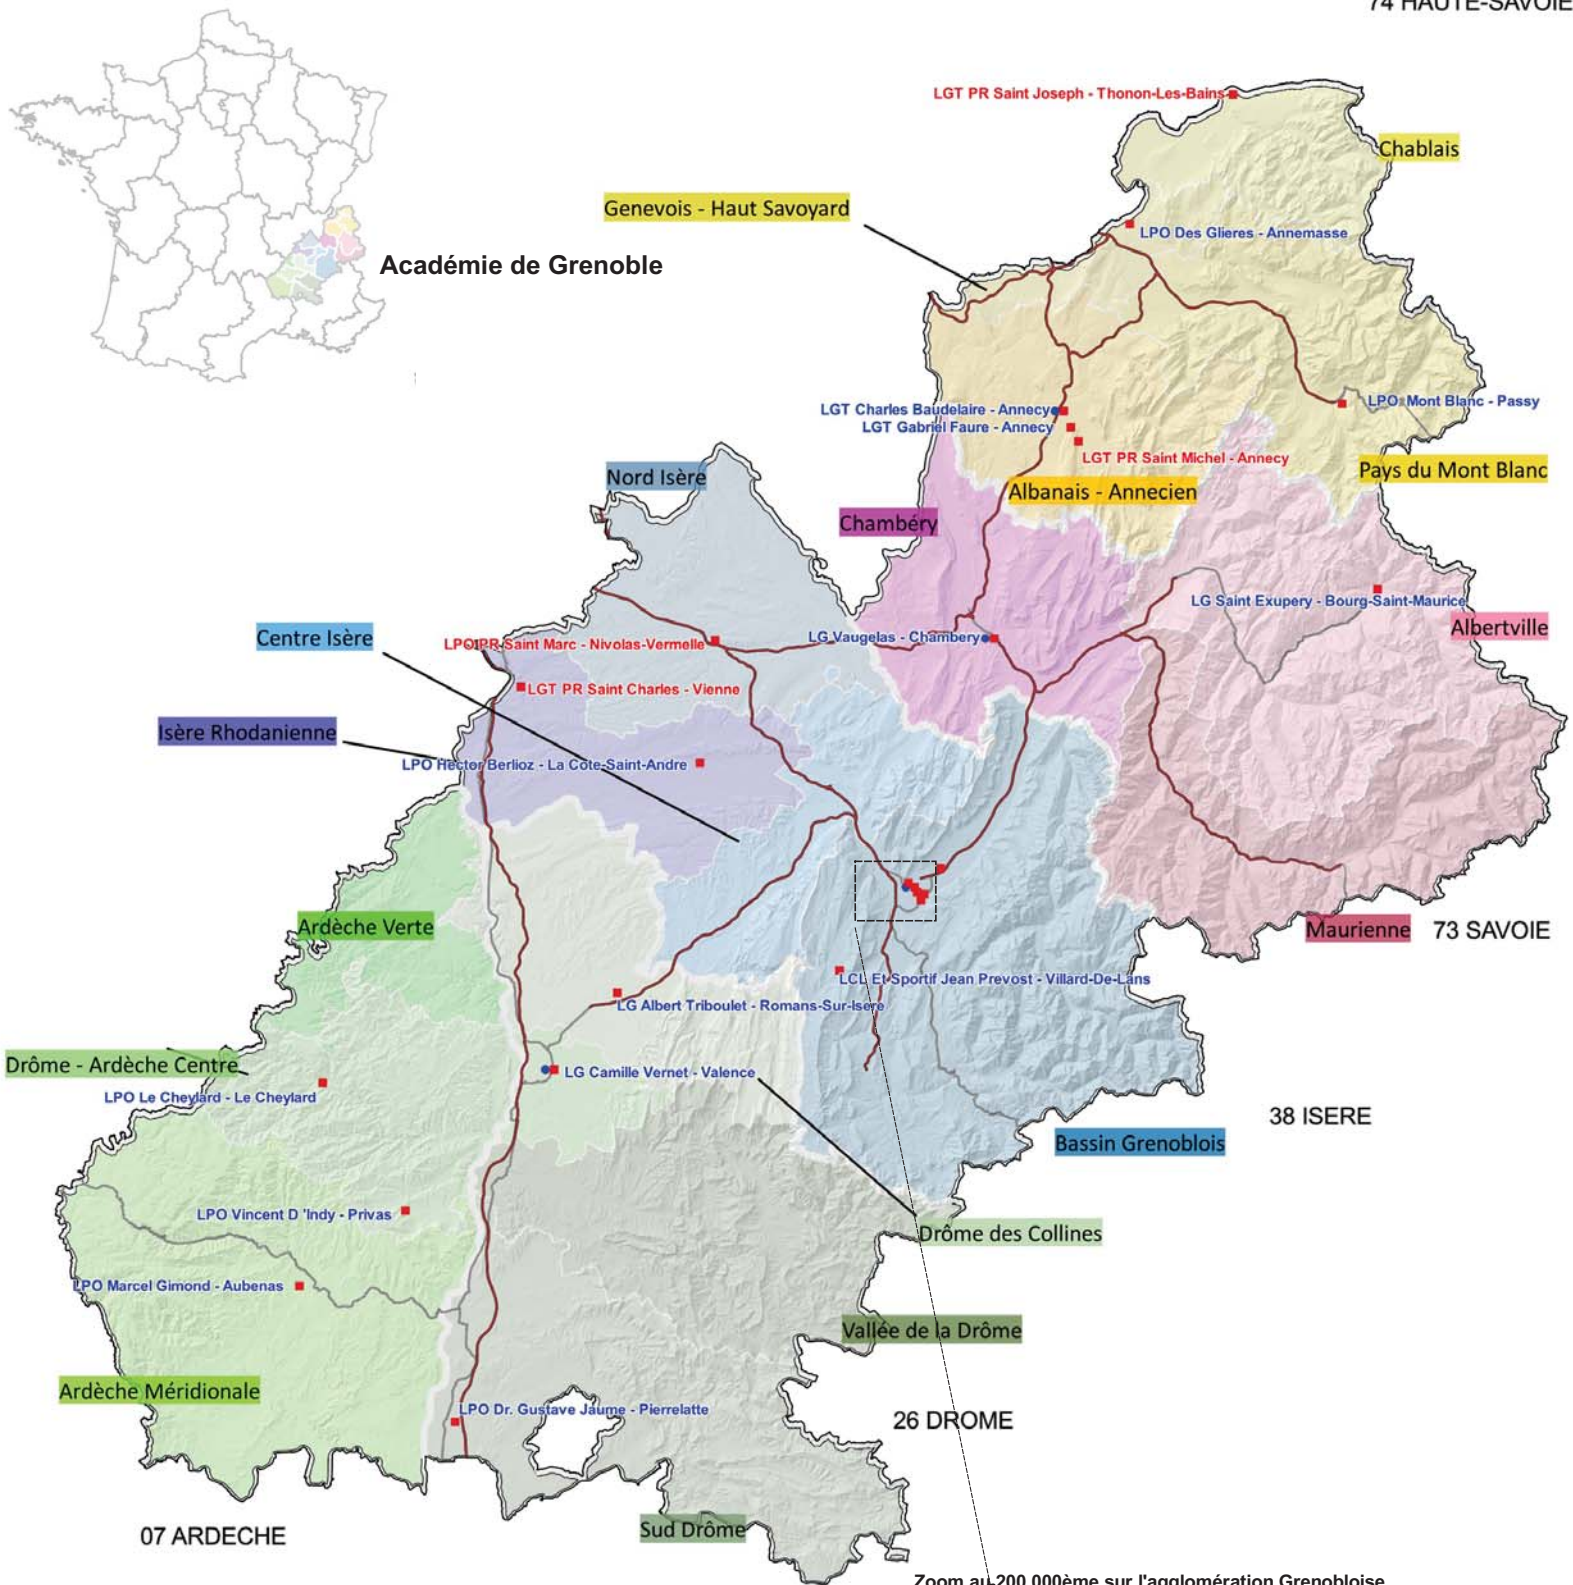 74 HAUTE-SAVOIE
LGT PR Saint Joseph - Thonon-Les-Bains
Chablais
Genevois - Haut Savoyard
LPO Des Glieres - Annemasse
Académie de Grenoble
LGT Charles Baudelaire - Annecy
LPO Mont Blanc - Passy
LGT Gabriel Faure - Annecy
LGT PR Saint Michel - Annecy
Pays du Mont Blanc
Nord Isère
Albanais - Annecien
Chambéry
LG Saint Exupery - Bourg-Saint-Maurice
Albertville
Centre Isère
LPO PR Saint Marc - Nivolas-Vermelle
LG Vaugelas - Chambery
LGT PR Saint Charles - Vienne
Isère Rhodanienne
LPO Hector Berlioz - La Cote-Saint-Andre
Ardèche Verte
Maurienne
73 SAVOIE
LCL Et Sportif Jean Prevost - Villard-De-Lans
LG Albert Triboulet - Romans-Sur-Isere
Drôme - Ardèche Centre
LG Camille Vernet - Valence
LPO Le Cheylard - Le Cheylard
38 ISERE
Bassin Grenoblois
LPO Vincent D 'Indy - Privas
Drôme des Collines
LPO Marcel Gimond - Aubenas
Vallée de la Drôme
Ardèche Méridionale
LPO Dr. Gustave Jaume - Pierrelatte
26 DROME
07 ARDECHE
Sud Drôme
Zoom au 200 000ème sur l'agglomération Grenobloise